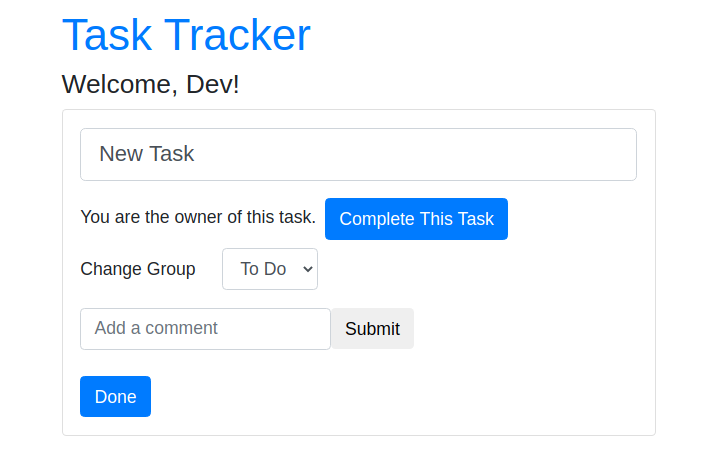 Task Tracker
Welcome, Dev!
New Task
You are the owner of this task. Complete This Task
Change Group To Do
Add a comment Submit
Done